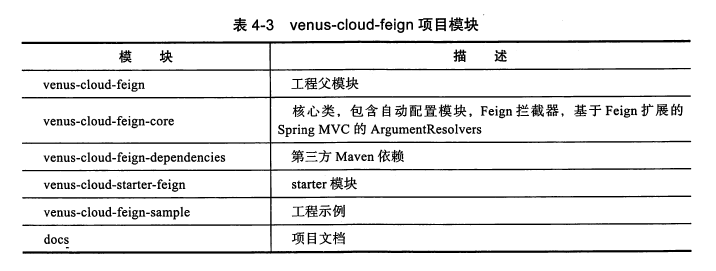 表 4-3 venus-cloud-feign 项目模块
模 块 描 述
venus-cloud-feign 工程父模块
venus-cloud-feign-core 核心类，包含自动配置模块，Feign 拦截器，基于 Feign 扩展的
Spring MVC 的 ArgumentResolvers
venus-cloud-feign-dependencies 第三方 Maven 依赖
venus-cloud-starter-feign starter 模块
venus-cloud-feign-sample 工程示例
docs 项目文档